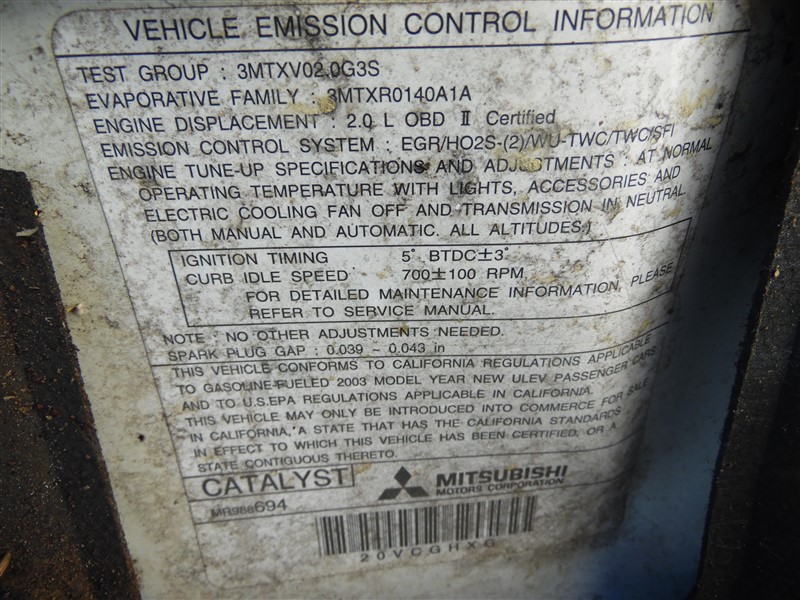 VEHICLE EMISSION CONTROL INFORMATION
TEST GROUP : 3MTXV02.0G3S
EVAPORATIVE FAMILY : 3MTXR0140A1A
ENGINE DISPLACEMENT : 2.0 L OBD Ⅱ Certified
EMISSION CONTROL SYSTEM : EGR/HO2S-(2)/WU-TWC/TWC/SFI
ENGINE TUNE-UP SPECIFICATIONS AND ADJUSTMENTS : AT NORMAL
OPERATING TEMPERATURE WITH LIGHTS, ACCESSORIES AND
ELECTRIC COOLING FAN OFF AND TRANSMISSION IN NEUTRAL.
(BOTH MANUAL AND AUTOMATIC. ALL ALTITUDES.)
IGNITION TIMING 5° BTDC±3°
CURB IDLE SPEED 700±100 RPM
FOR DETAILED MAINTENANCE INFORMATION, PLEASE
REFER TO SERVICE MANUAL.
NOTE : NO OTHER ADJUSTMENTS NEEDED.
SPARK PLUG GAP : 0.039 - 0.043 in
THIS VEHICLE CONFORMS TO CALIFORNIA REGULATIONS APPLICABLE
TO GASOLINE-FUELED 2003 MODEL YEAR NEW ULEV PASSENGER CARS
AND TO U.S.EPA REGULATIONS APPLICABLE IN CALIFORNIA.
THIS VEHICLE MAY ONLY BE INTRODUCED INTO COMMERCE FOR SALE
IN CALIFORNIA, A STATE THAT HAS THE CALIFORNIA STANDARDS
IN EFFECT TO WHICH THIS VEHICLE HAS BEEN CERTIFIED, OR A
STATE CONTIGUOUS THERETO.
CATALYST MITSUBISHI
MOTORS CORPORATION
MR988694
20VCGHXG